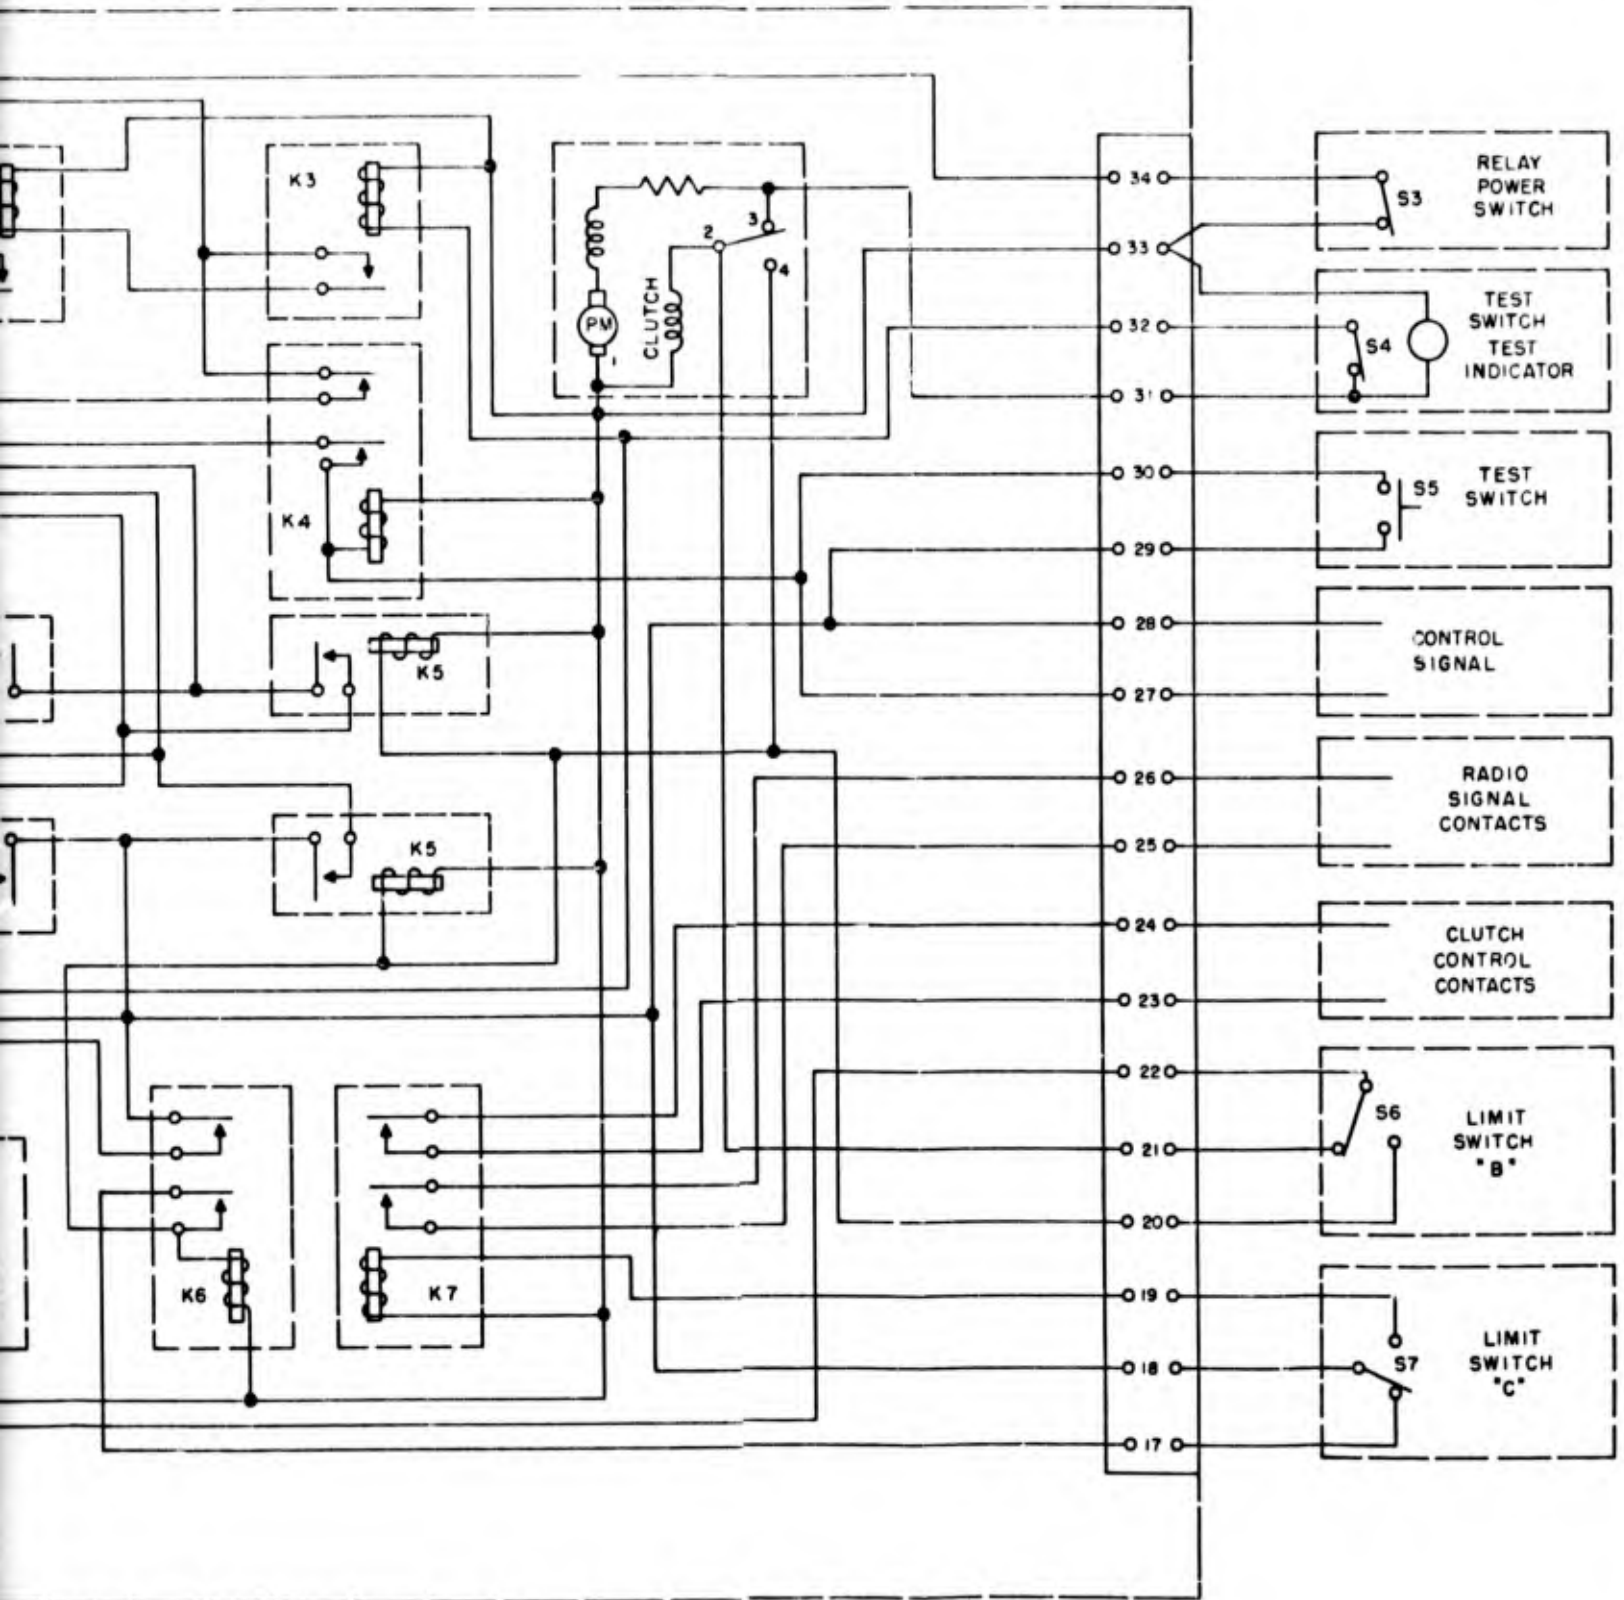 K3
K4
K5
K5
K6
K7
PM
CLUTCH
2
3
4
34
33
32
31
30
29
28
27
26
25
24
23
22
21
20
19
18
17
RELAY
POWER
SWITCH
S3
TEST
SWITCH
TEST
INDICATOR
S4
TEST
SWITCH
S5
CONTROL
SIGNAL
RADIO
SIGNAL
CONTACTS
CLUTCH
CONTROL
CONTACTS
S6
LIMIT
SWITCH
"B"
LIMIT
SWITCH
"C"
S7